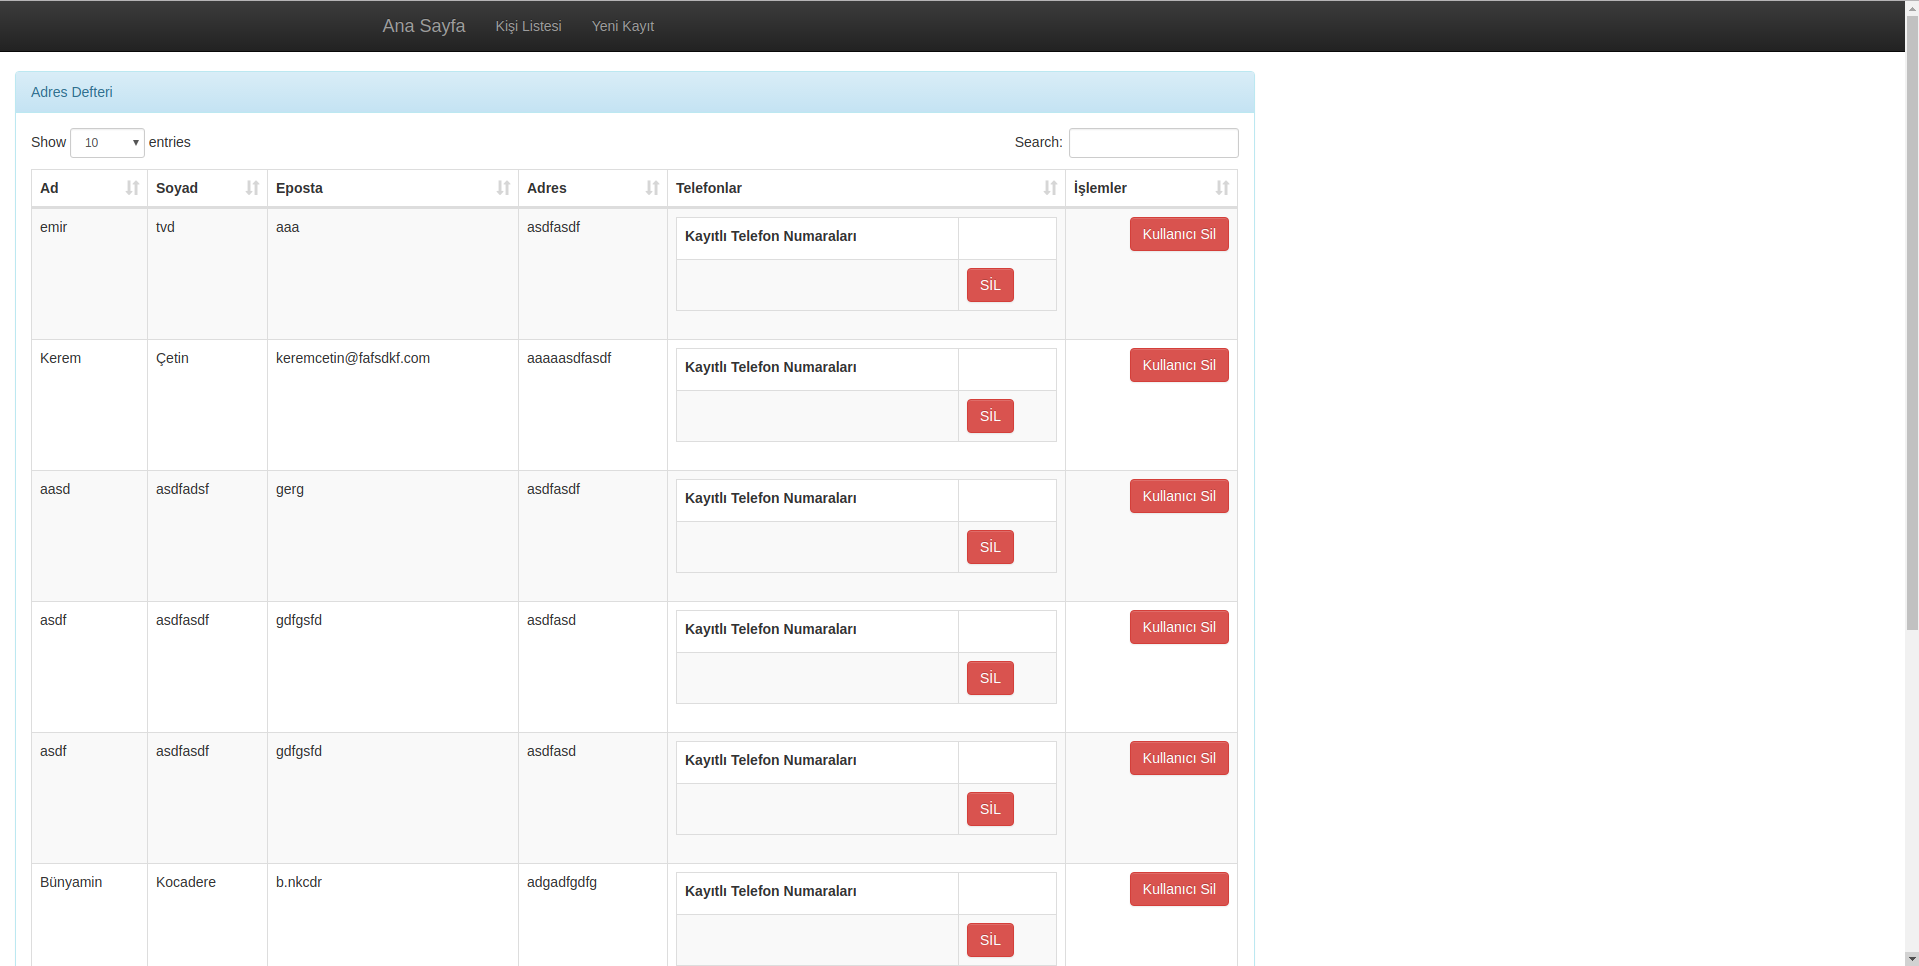 Ana Sayfa Kişi Listesi Yeni Kayıt
Adres Defteri
Show 10 entries Search:
Ad Soyad Eposta Adres Telefonlar İşlemler
emir tvd aaa asdfasdf Kayıtlı Telefon Numaraları Kullanıcı Sil
SİL
Kerem Çetin keremcetin@fafsdkf.com aaaaasdfasdf Kayıtlı Telefon Numaraları Kullanıcı Sil
SİL
aasd asdfadsf gerg asdfasdf Kayıtlı Telefon Numaraları Kullanıcı Sil
SİL
asdf asdfasdf gdfgsfd asdfasd Kayıtlı Telefon Numaraları Kullanıcı Sil
SİL
asdf asdfasdf gdfgsfd asdfasd Kayıtlı Telefon Numaraları Kullanıcı Sil
SİL
Bünyamin Kocadere b.nkcdr adgadfgdfg Kayıtlı Telefon Numaraları Kullanıcı Sil
SİL